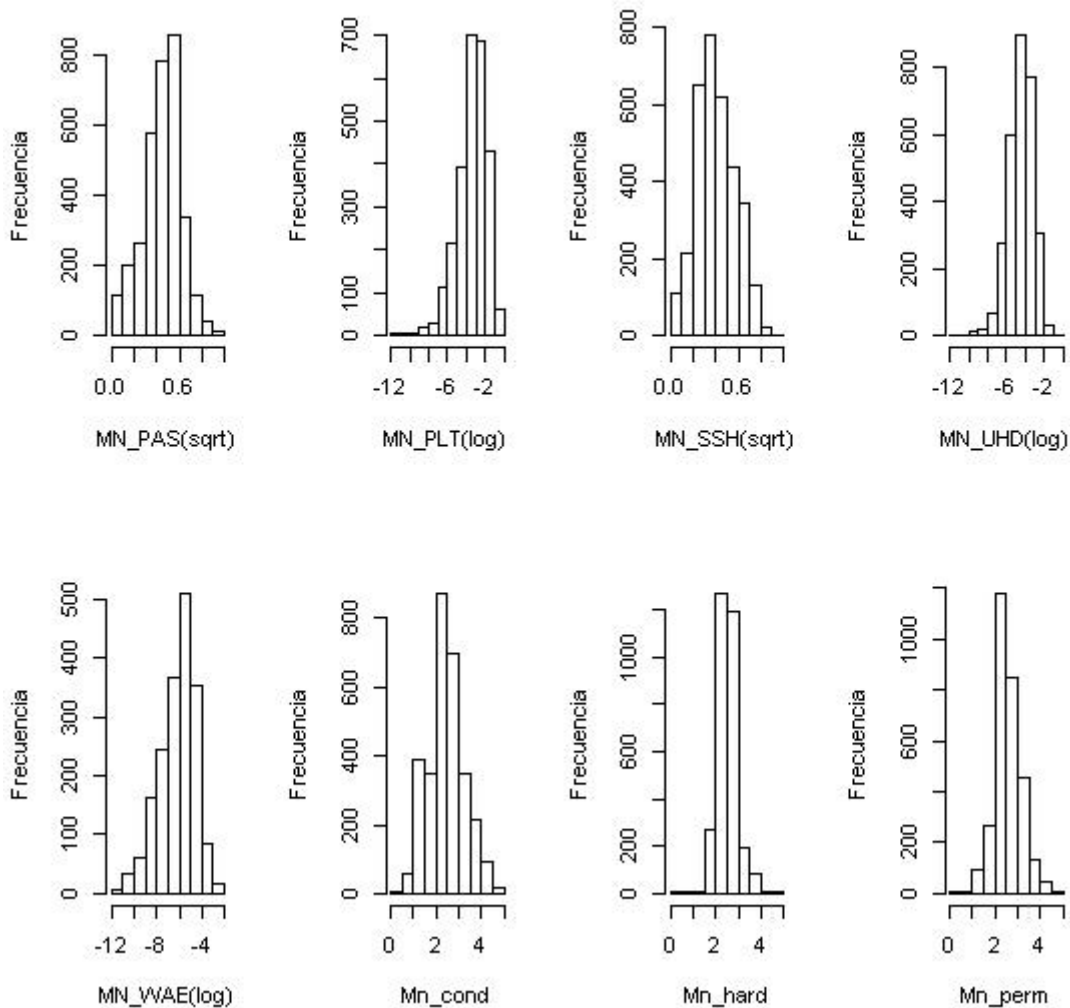 Frecuencia
0 200 400 600 800
0.0 0.6
MN_PAS(sqrt)
Frecuencia
0 100 300 500 700
-12 -6 -2
MN_PLT(log)
Frecuencia
0 200 400 600 800
0.0 0.6
MN_SSH(sqrt)
Frecuencia
0 200 400 600 800
-12 -6 -2
MN_UHD(log)
Frecuencia
0 100 200 300 400 500
-12 -8 -4
MN_WAE(log)
Frecuencia
0 200 400 600 800
0 2 4
Mn_cond
Frecuencia
0 200 600 1000
0 2 4
Mn_hard
Frecuencia
0 200 600 1000
0 2 4
Mn_perm